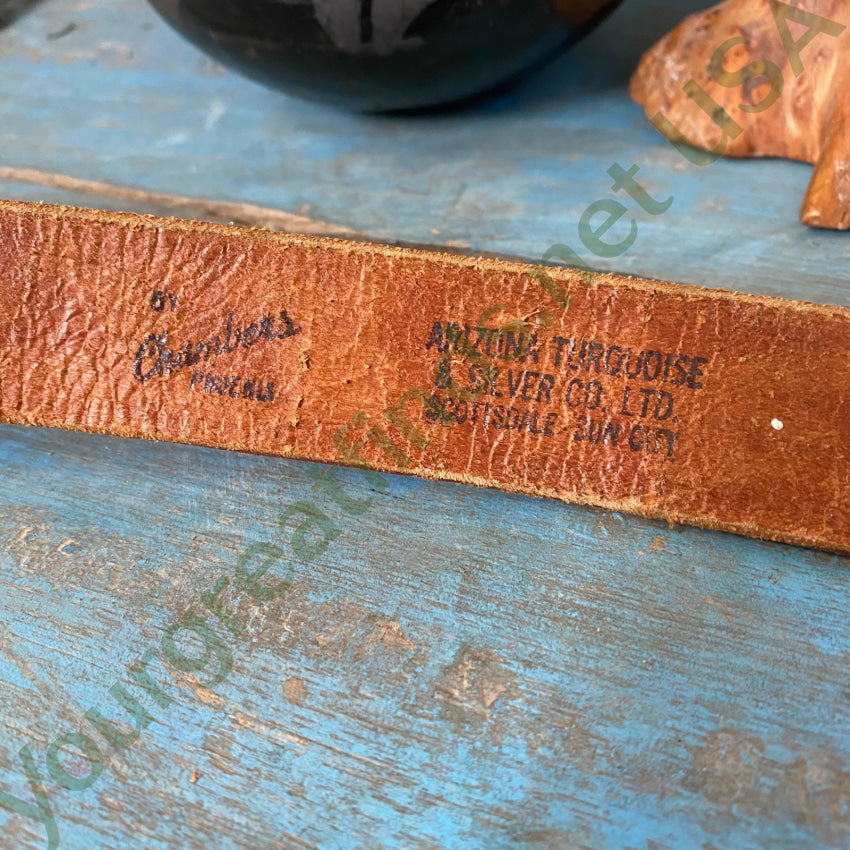 BY
Chambers
PHOENIX
ARIZONA TURQUOISE
& SILVER CO. LTD.
SCOTTSDALE - SUN CITY
yourgreatfinds.net USA